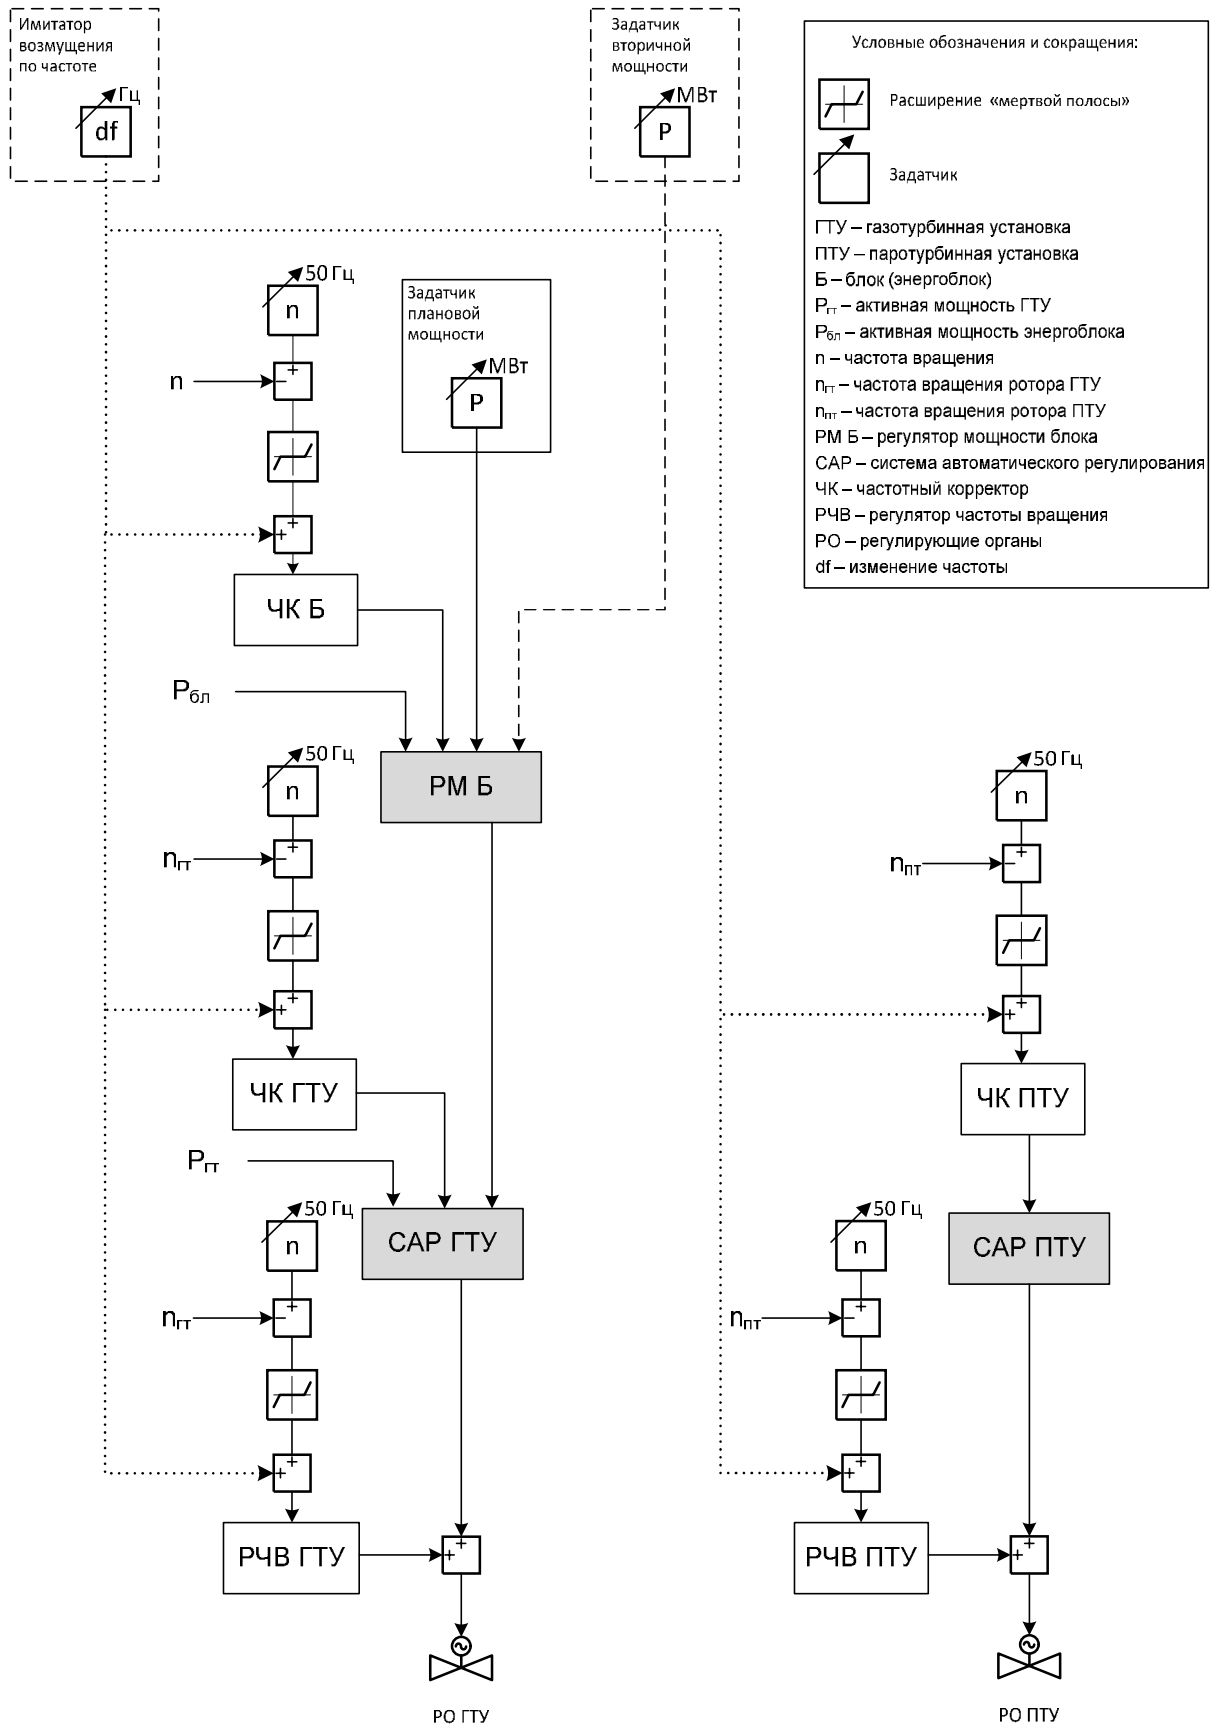 Имитатор
возмущения
по частоте
Гц
df
Задатчик
вторичной
мощности
МВт
P
Условные обозначения и сокращения:
Расширение «мертвой полосы»
Задатчик
ГТУ – газотурбинная установка
ПТУ – паротурбинная установка
Б – блок (энергоблок)
Pгт – активная мощность ГТУ
Pбл – активная мощность энергоблока
n – частота вращения
nгт – частота вращения ротора ГТУ
nпт – частота вращения ротора ПТУ
РМ Б – регулятор мощности блока
САР – система автоматического регулирования
ЧК – частотный корректор
РЧВ – регулятор частоты вращения
РО – регулирующие органы
df – изменение частоты
50 Гц
n
+
−
n
+
+
ЧК Б
Задатчик
плановой
мощности
МВт
P
Pбл
РМ Б
50 Гц
n
+
−
nгт
+
+
ЧК ГТУ
Pгт
САР ГТУ
50 Гц
n
+
−
nгт
+
+
РЧВ ГТУ
+
+
РО ГТУ
50 Гц
n
+
−
nпт
+
+
ЧК ПТУ
САР ПТУ
50 Гц
n
+
−
nпт
+
+
РЧВ ПТУ
+
+
РО ПТУ